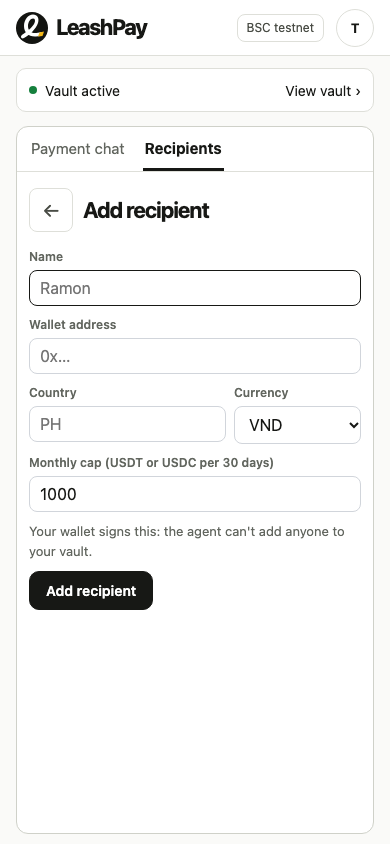 LeashPay
BSC testnet
T
Vault active
View vault ›
Payment chat
Recipients
← Add recipient
Name
Ramon
Wallet address
0x...
Country
Currency
PH
VND
Monthly cap (USDT or USDC per 30 days)
1000
Your wallet signs this: the agent can't add anyone to
your vault.
Add recipient